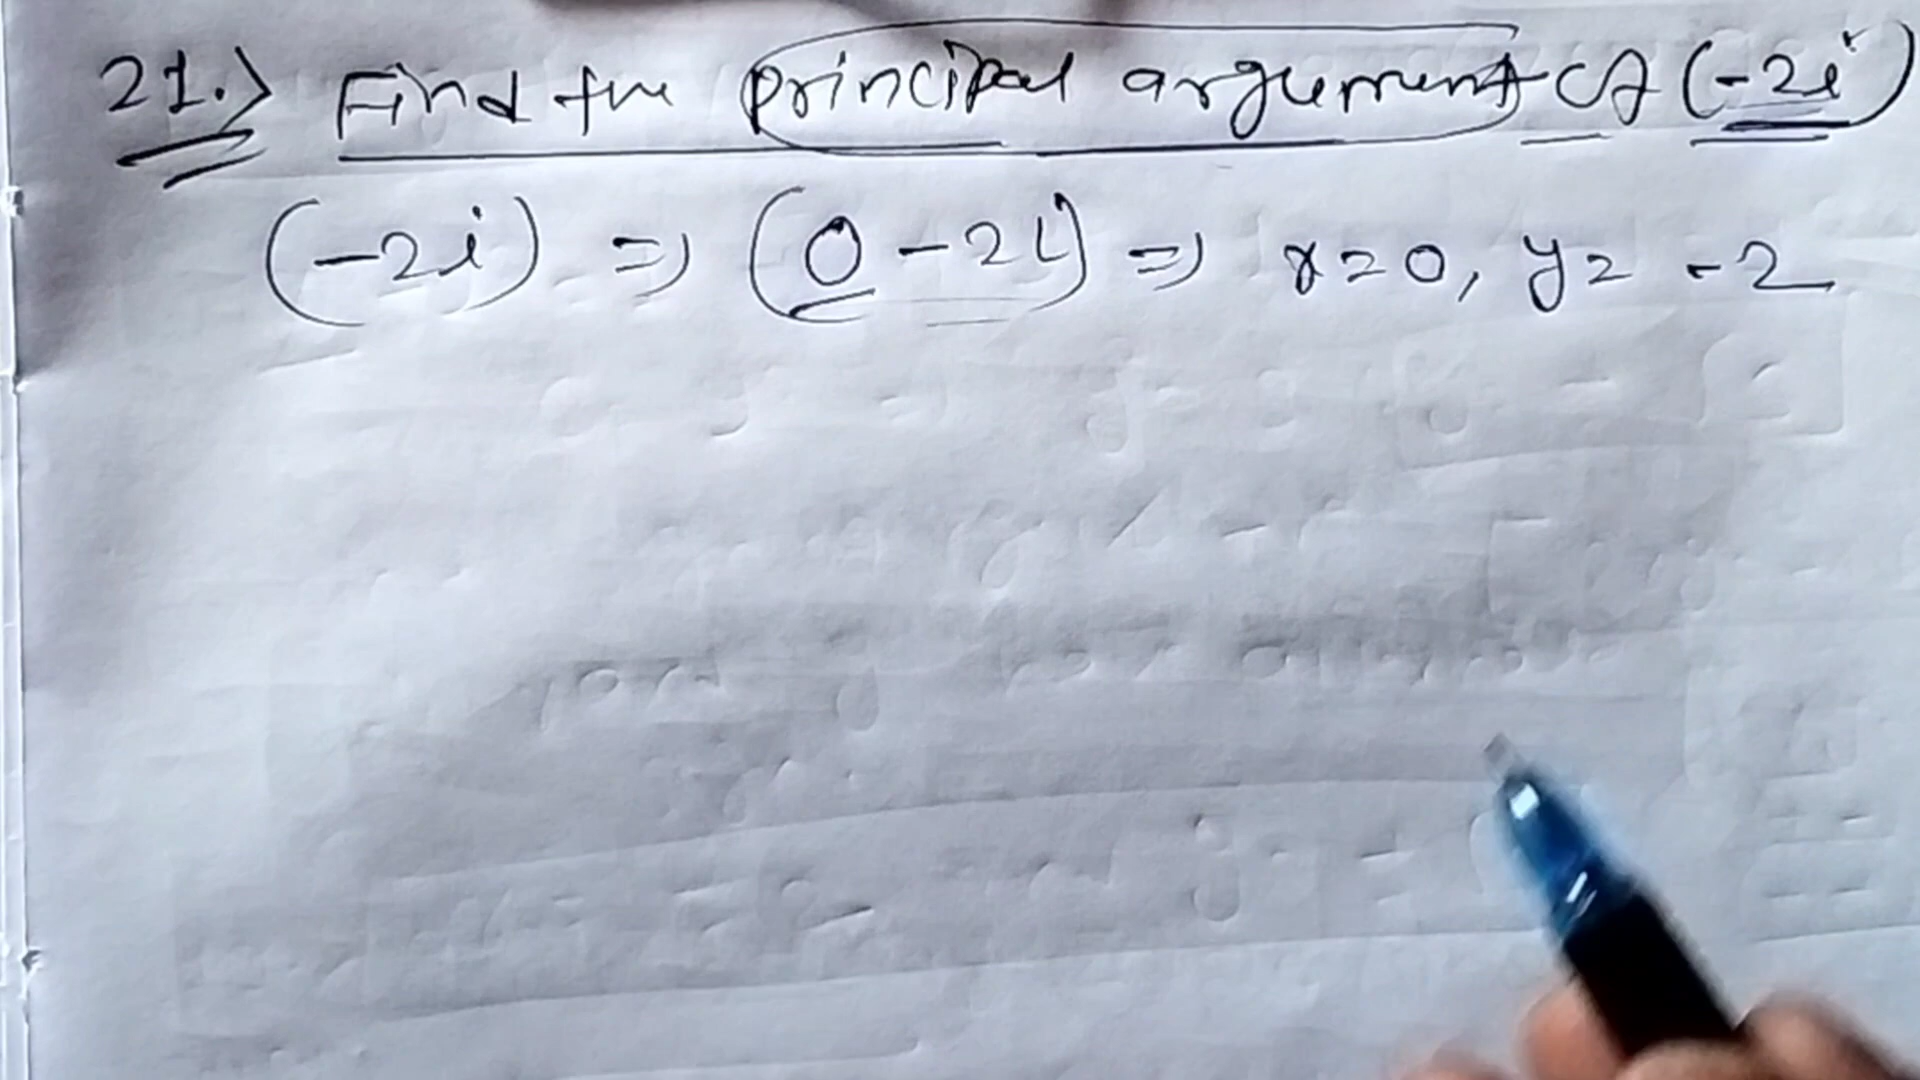 21.) Find the principal argument of (-2i)
(-2i) => (0-2i) => x=0, y= -2